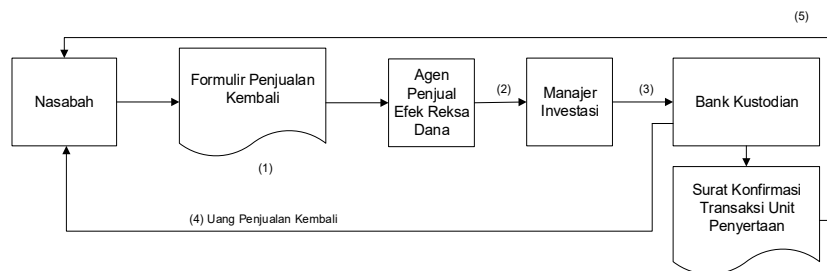 (5)
Nasabah
Formulir Penjualan
Kembali
(1)
Agen
Penjual
Efek Reksa
Dana
(2)
Manajer
Investasi
(3)
Bank Kustodian
(4) Uang Penjualan Kembali
Surat Konfirmasi
Transaksi Unit
Penyertaan